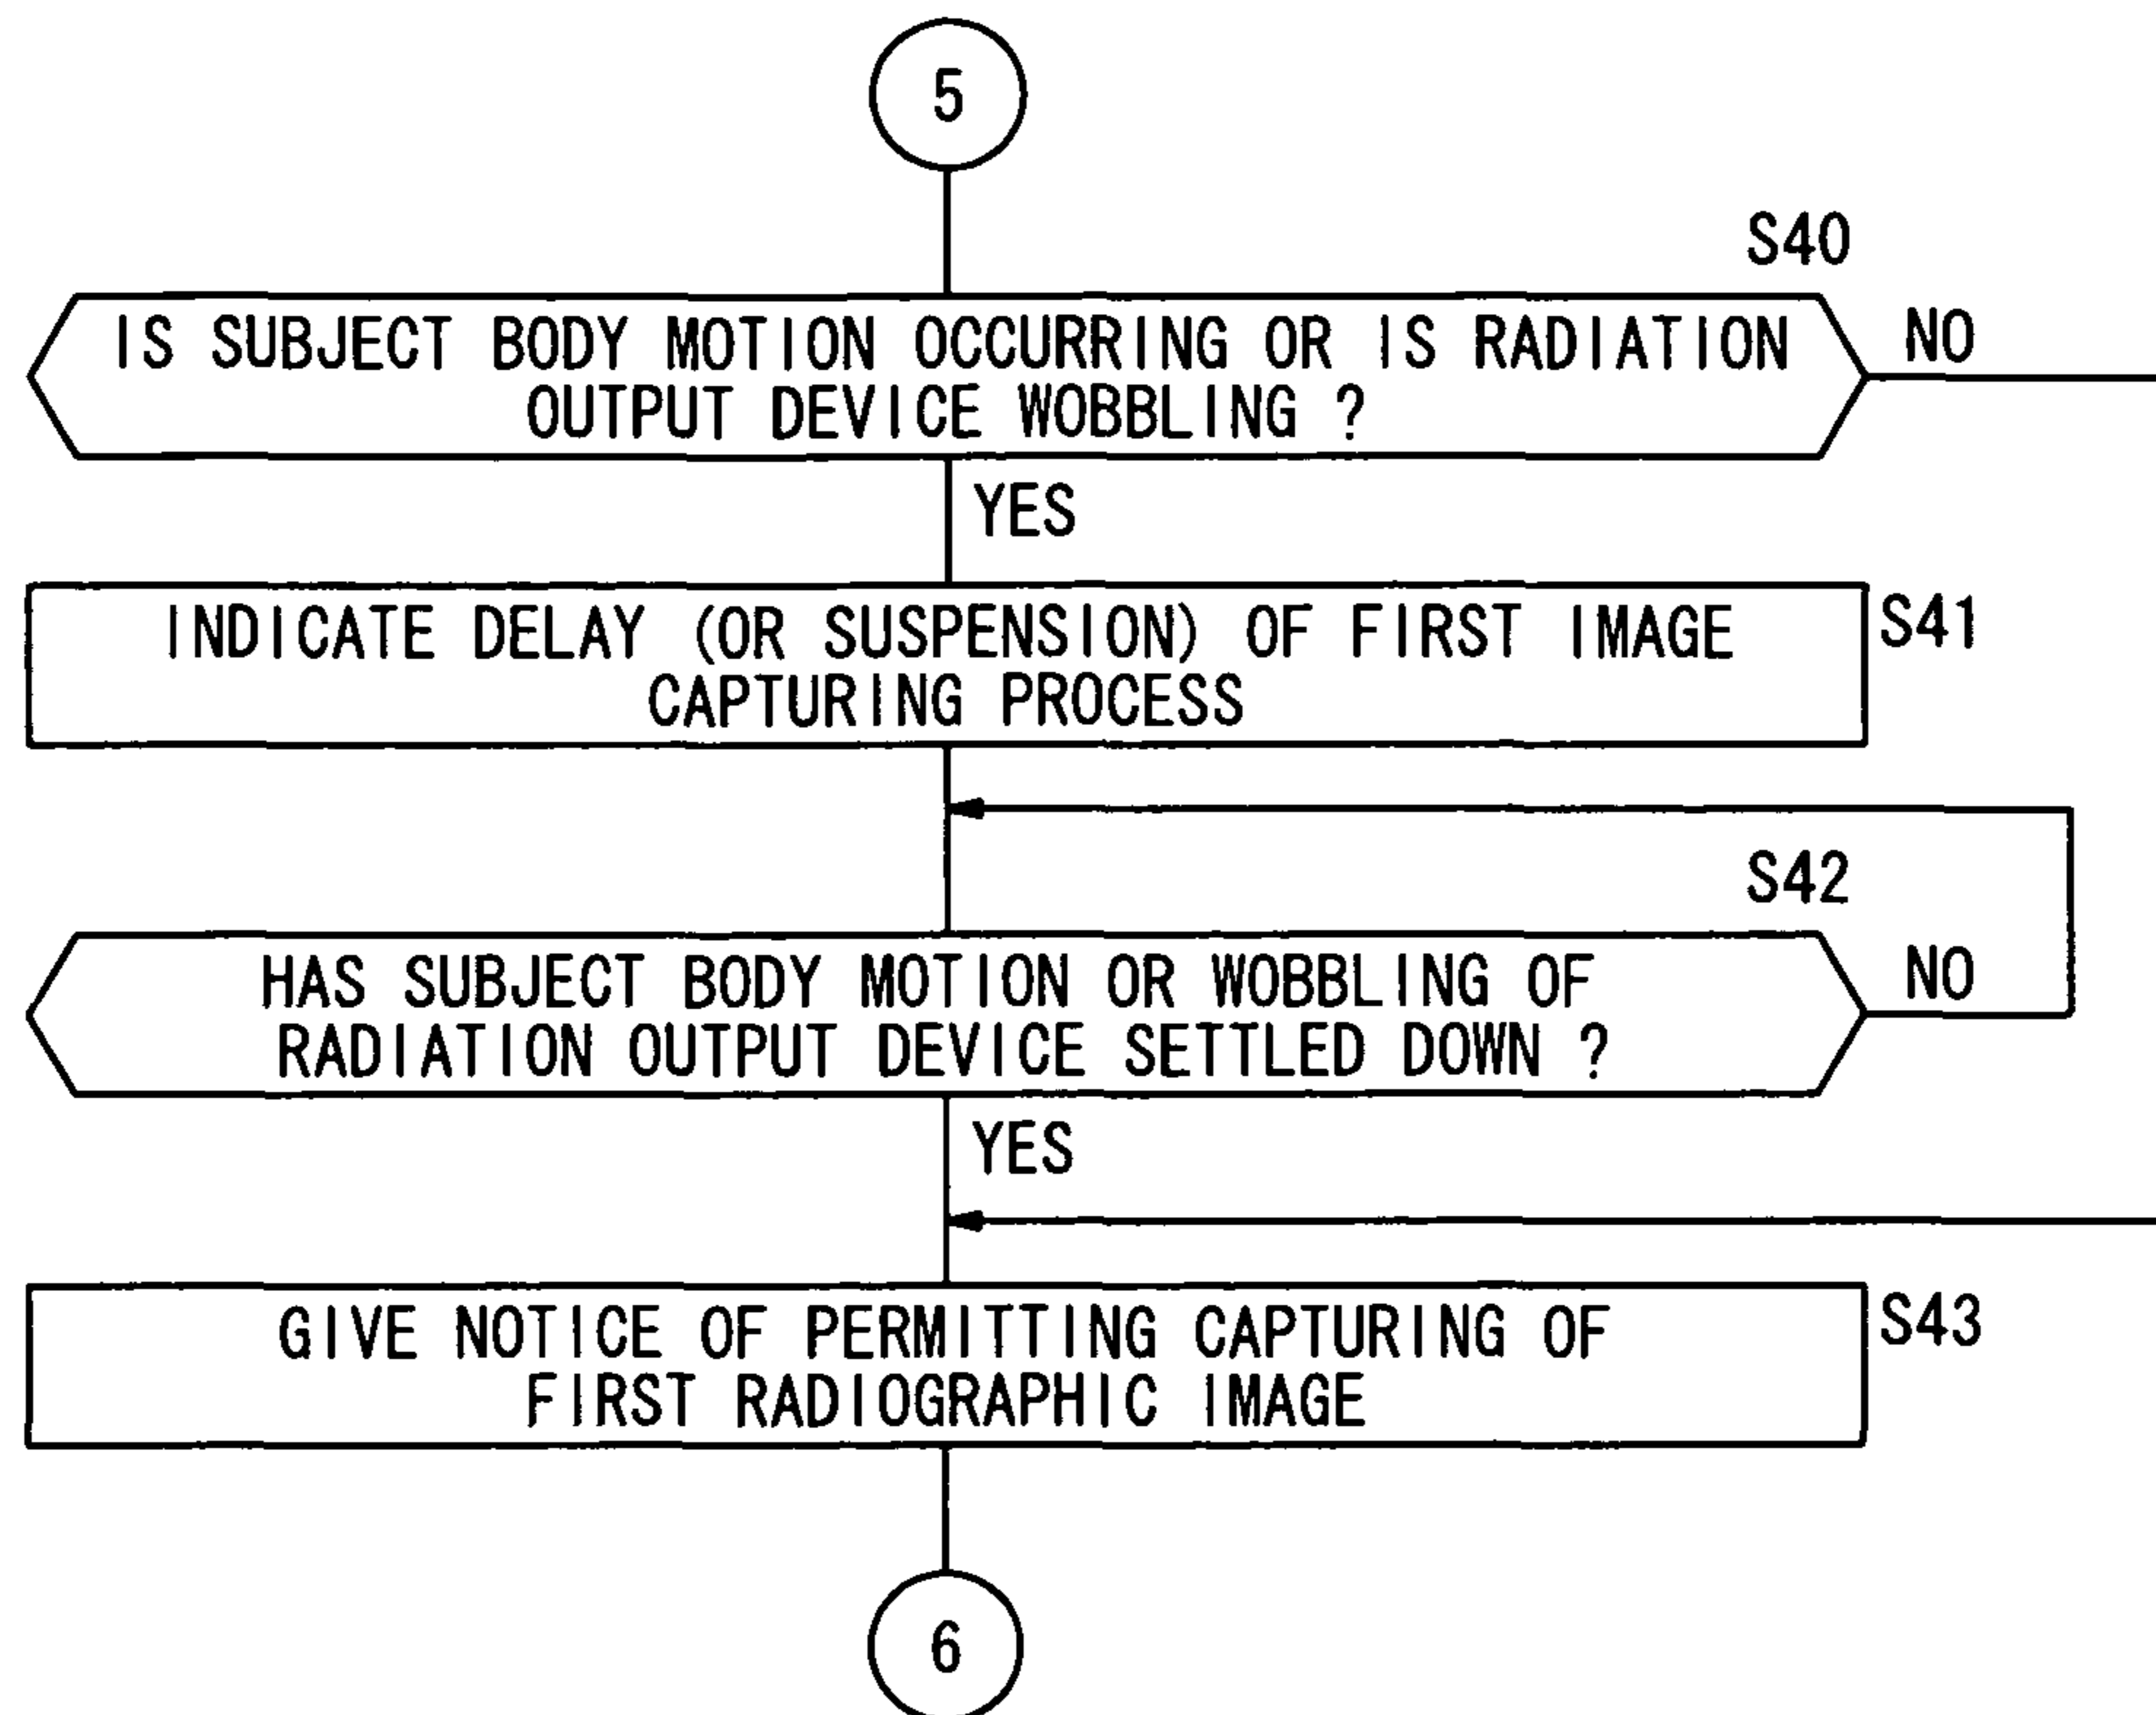 5
S40
IS SUBJECT BODY MOTION OCCURRING OR IS RADIATION
OUTPUT DEVICE WOBBLING ?
NO
YES
INDICATE DELAY (OR SUSPENSION) OF FIRST IMAGE
CAPTURING PROCESS
S41
S42
HAS SUBJECT BODY MOTION OR WOBBLING OF
RADIATION OUTPUT DEVICE SETTLED DOWN ?
NO
YES
GIVE NOTICE OF PERMITTING CAPTURING OF
FIRST RADIOGRAPHIC IMAGE
S43
6